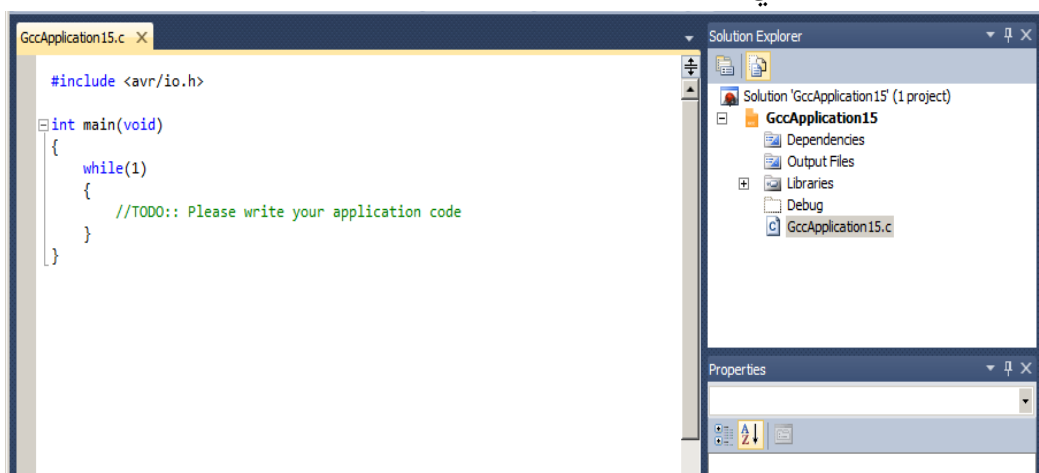 GccApplication15.c X
#include <avr/io.h>
int main(void)
{
while(1)
{
//TODO:: Please write your application code
}
}
Solution Explorer
Solution 'GccApplication15' (1 project)
GccApplication15
Dependencies
Output Files
Libraries
Debug
GccApplication15.c
Properties